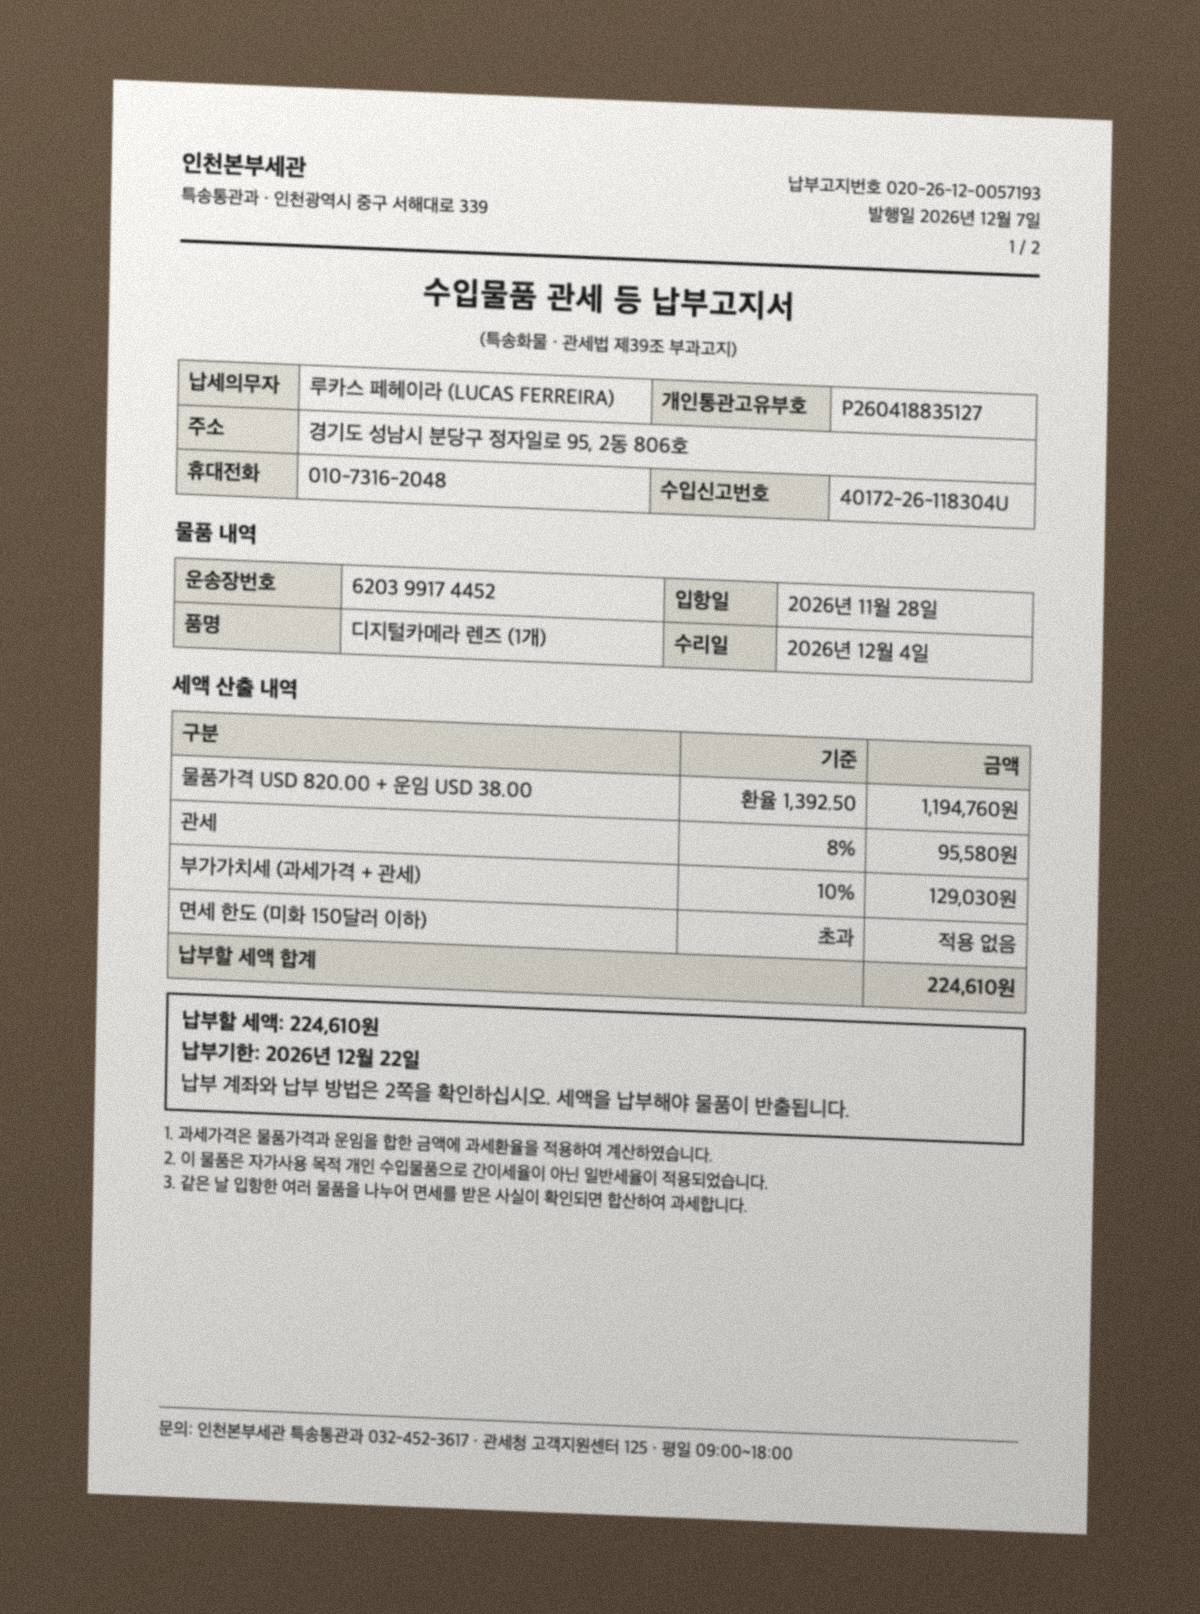 인천본부세관
특송통관과 · 인천광역시 중구 서해대로 339
납부고지번호 020-26-12-0057193
발행일 2026년 12월 7일
1 / 2
수입물품 관세 등 납부고지서
(특송화물 · 관세법 제39조 부과고지)
납세의무자 루카스 페헤이라 (LUCAS FERREIRA) 개인통관고유부호 P260418835127
주소 경기도 성남시 분당구 정자일로 95, 2동 806호
휴대전화 010-7316-2048 수입신고번호 40172-26-118304U
물품 내역
운송장번호 6203 9917 4452 입항일 2026년 11월 28일
품명 디지털카메라 렌즈 (1개) 수리일 2026년 12월 4일
세액 산출 내역
구분 기준 금액
물품가격 USD 820.00 + 운임 USD 38.00 환율 1,392.50 1,194,760원
관세 8% 95,580원
부가가치세 (과세가격 + 관세) 10% 129,030원
면세 한도 (미화 150달러 이하) 초과 적용 없음
납부할 세액 합계 224,610원
납부할 세액: 224,610원
납부기한: 2026년 12월 22일
납부 계좌와 납부 방법은 2쪽을 확인하십시오. 세액을 납부해야 물품이 반출됩니다.
1. 과세가격은 물품가격과 운임을 합한 금액에 과세환율을 적용하여 계산하였습니다.
2. 이 물품은 자가사용 목적 개인 수입물품으로 간이세율이 아닌 일반세율이 적용되었습니다.
3. 같은 날 입항한 여러 물품을 나누어 면세를 받은 사실이 확인되면 합산하여 과세합니다.
문의: 인천본부세관 특송통관과 032-452-3617 · 관세청 고객지원센터 125 · 평일 09:00~18:00